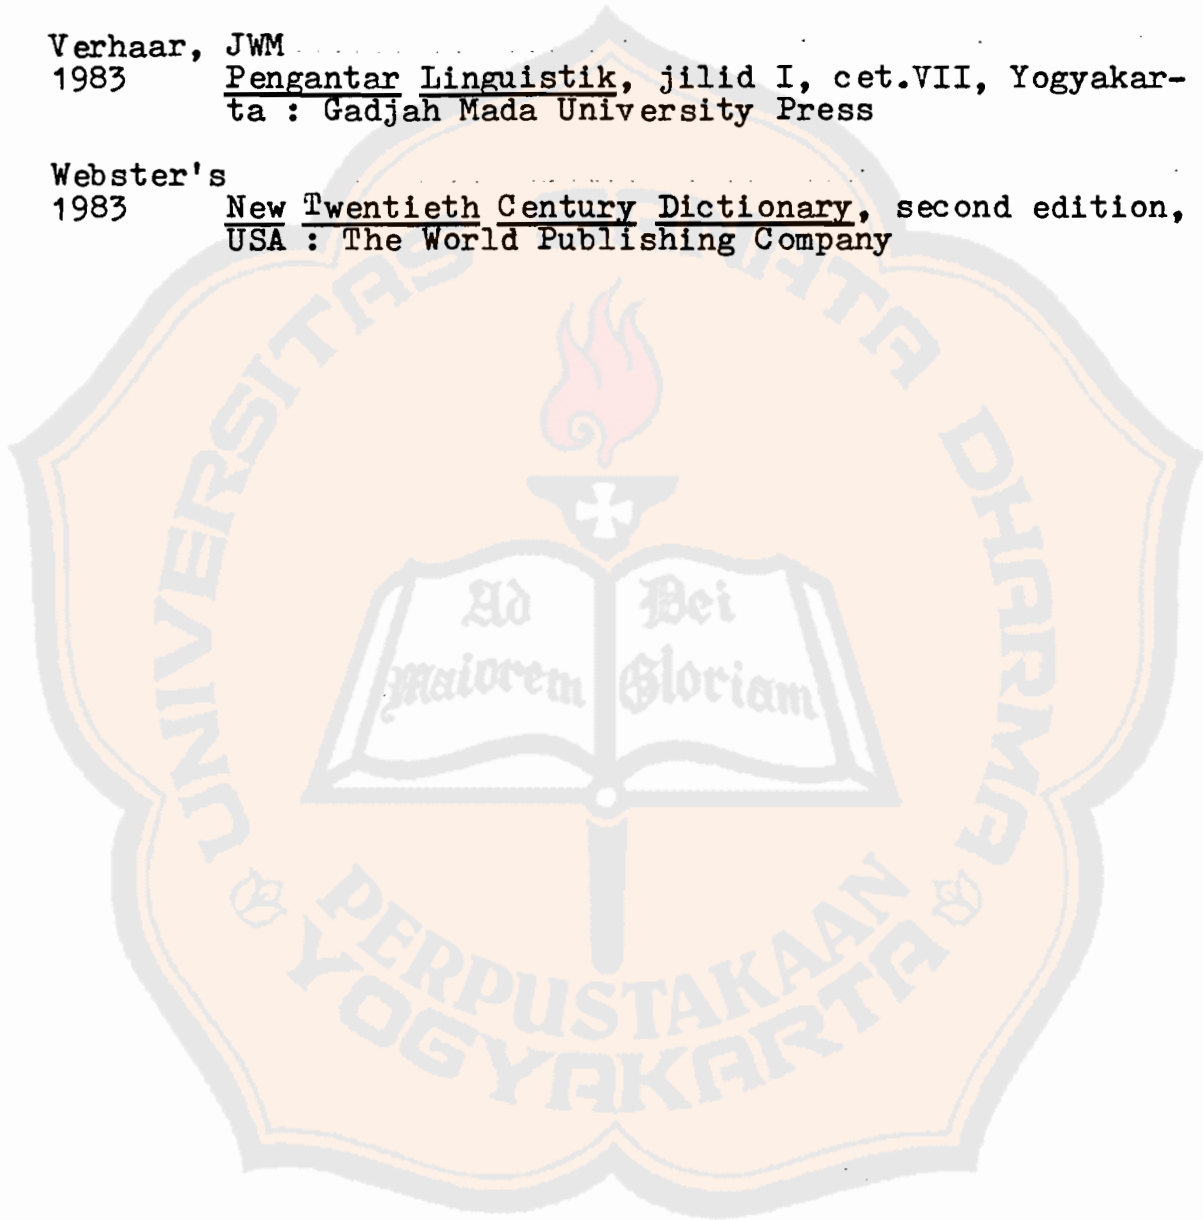 Verhaar, JWM
1983 Pengantar Linguistik, jilid I, cet.VII, Yogyakar-
ta : Gadjah Mada University Press
Webster's
1983 New Twentieth Century Dictionary, second edition,
USA : The World Publishing Company
UNIVERSITAS SANATA DHARMA
Ad Dei
Maiorem Gloriam
PERPUSTAKAAN
YOGYAKARTA